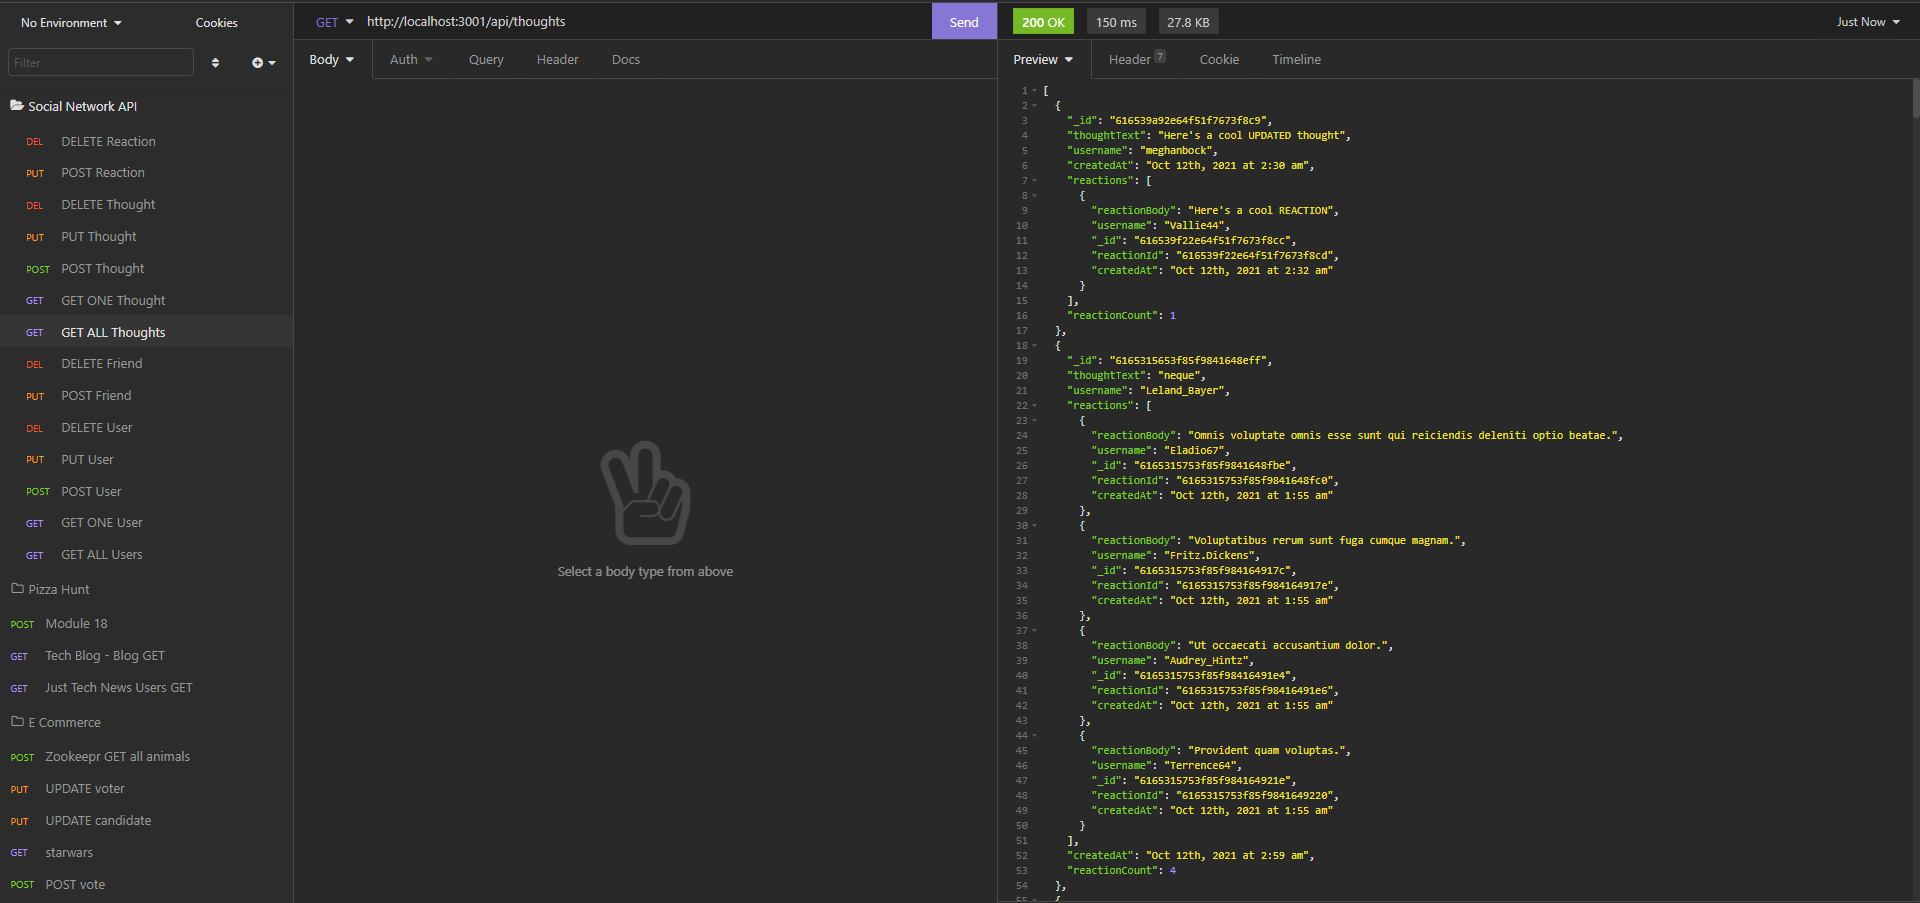 No Environment
Cookies
Filter
Social Network API
DEL DELETE Reaction
PUT POST Reaction
DEL DELETE Thought
PUT PUT Thought
POST POST Thought
GET GET ONE Thought
GET GET ALL Thoughts
DEL DELETE Friend
PUT POST Friend
DEL DELETE User
PUT PUT User
POST POST User
GET GET ONE User
GET GET ALL Users
Pizza Hunt
POST Module 18
GET Tech Blog - Blog GET
GET Just Tech News Users GET
E Commerce
POST Zookeepr GET all animals
PUT UPDATE voter
PUT UPDATE candidate
GET starwars
POST POST vote
GET http://localhost:3001/api/thoughts Send
Body Auth Query Header Docs
Select a body type from above
200 OK 150 ms 27.8 KB Just Now
Preview Header 7 Cookie Timeline
1 [
2 {
3 "_id": "616539a92e64f51f7673f8c9",
4 "thoughtText": "Here's a cool UPDATED thought",
5 "username": "meghanbock",
6 "createdAt": "Oct 12th, 2021 at 2:30 am",
7 "reactions": [
8 {
9 "reactionBody": "Here's a cool REACTION",
10 "username": "Vallie44",
11 "_id": "616539f22e64f51f7673f8cc",
12 "reactionId": "616539f22e64f51f7673f8cd",
13 "createdAt": "Oct 12th, 2021 at 2:32 am"
14 }
15 ],
16 "reactionCount": 1
17 },
18 {
19 "_id": "6165315653f85f9841648eff",
20 "thoughtText": "neque",
21 "username": "Leland_Bayer",
22 "reactions": [
23 {
24 "reactionBody": "Omnis voluptate omnis esse sunt qui reiciendis deleniti optio beatae.",
25 "username": "Eladio67",
26 "_id": "6165315753f85f9841648fbe",
27 "reactionId": "6165315753f85f9841648fc0",
28 "createdAt": "Oct 12th, 2021 at 1:55 am"
29 },
30 {
31 "reactionBody": "Voluptatibus rerum sunt fuga cumque magnam.",
32 "username": "Fritz.Dickens",
33 "_id": "6165315753f85f984164917c",
34 "reactionId": "6165315753f85f984164917e",
35 "createdAt": "Oct 12th, 2021 at 1:55 am"
36 },
37 {
38 "reactionBody": "Ut occaecati accusantium dolor.",
39 "username": "Audrey_Hintz",
40 "_id": "6165315753f85f98416491e4",
41 "reactionId": "6165315753f85f98416491e6",
42 "createdAt": "Oct 12th, 2021 at 1:55 am"
43 },
44 {
45 "reactionBody": "Provident quam voluptas.",
46 "username": "Terrence64",
47 "_id": "6165315753f85f984164921e",
48 "reactionId": "6165315753f85f9841649220",
49 "createdAt": "Oct 12th, 2021 at 1:55 am"
50 }
51 ],
52 "createdAt": "Oct 12th, 2021 at 2:59 am",
53 "reactionCount": 4
54 },
55 {